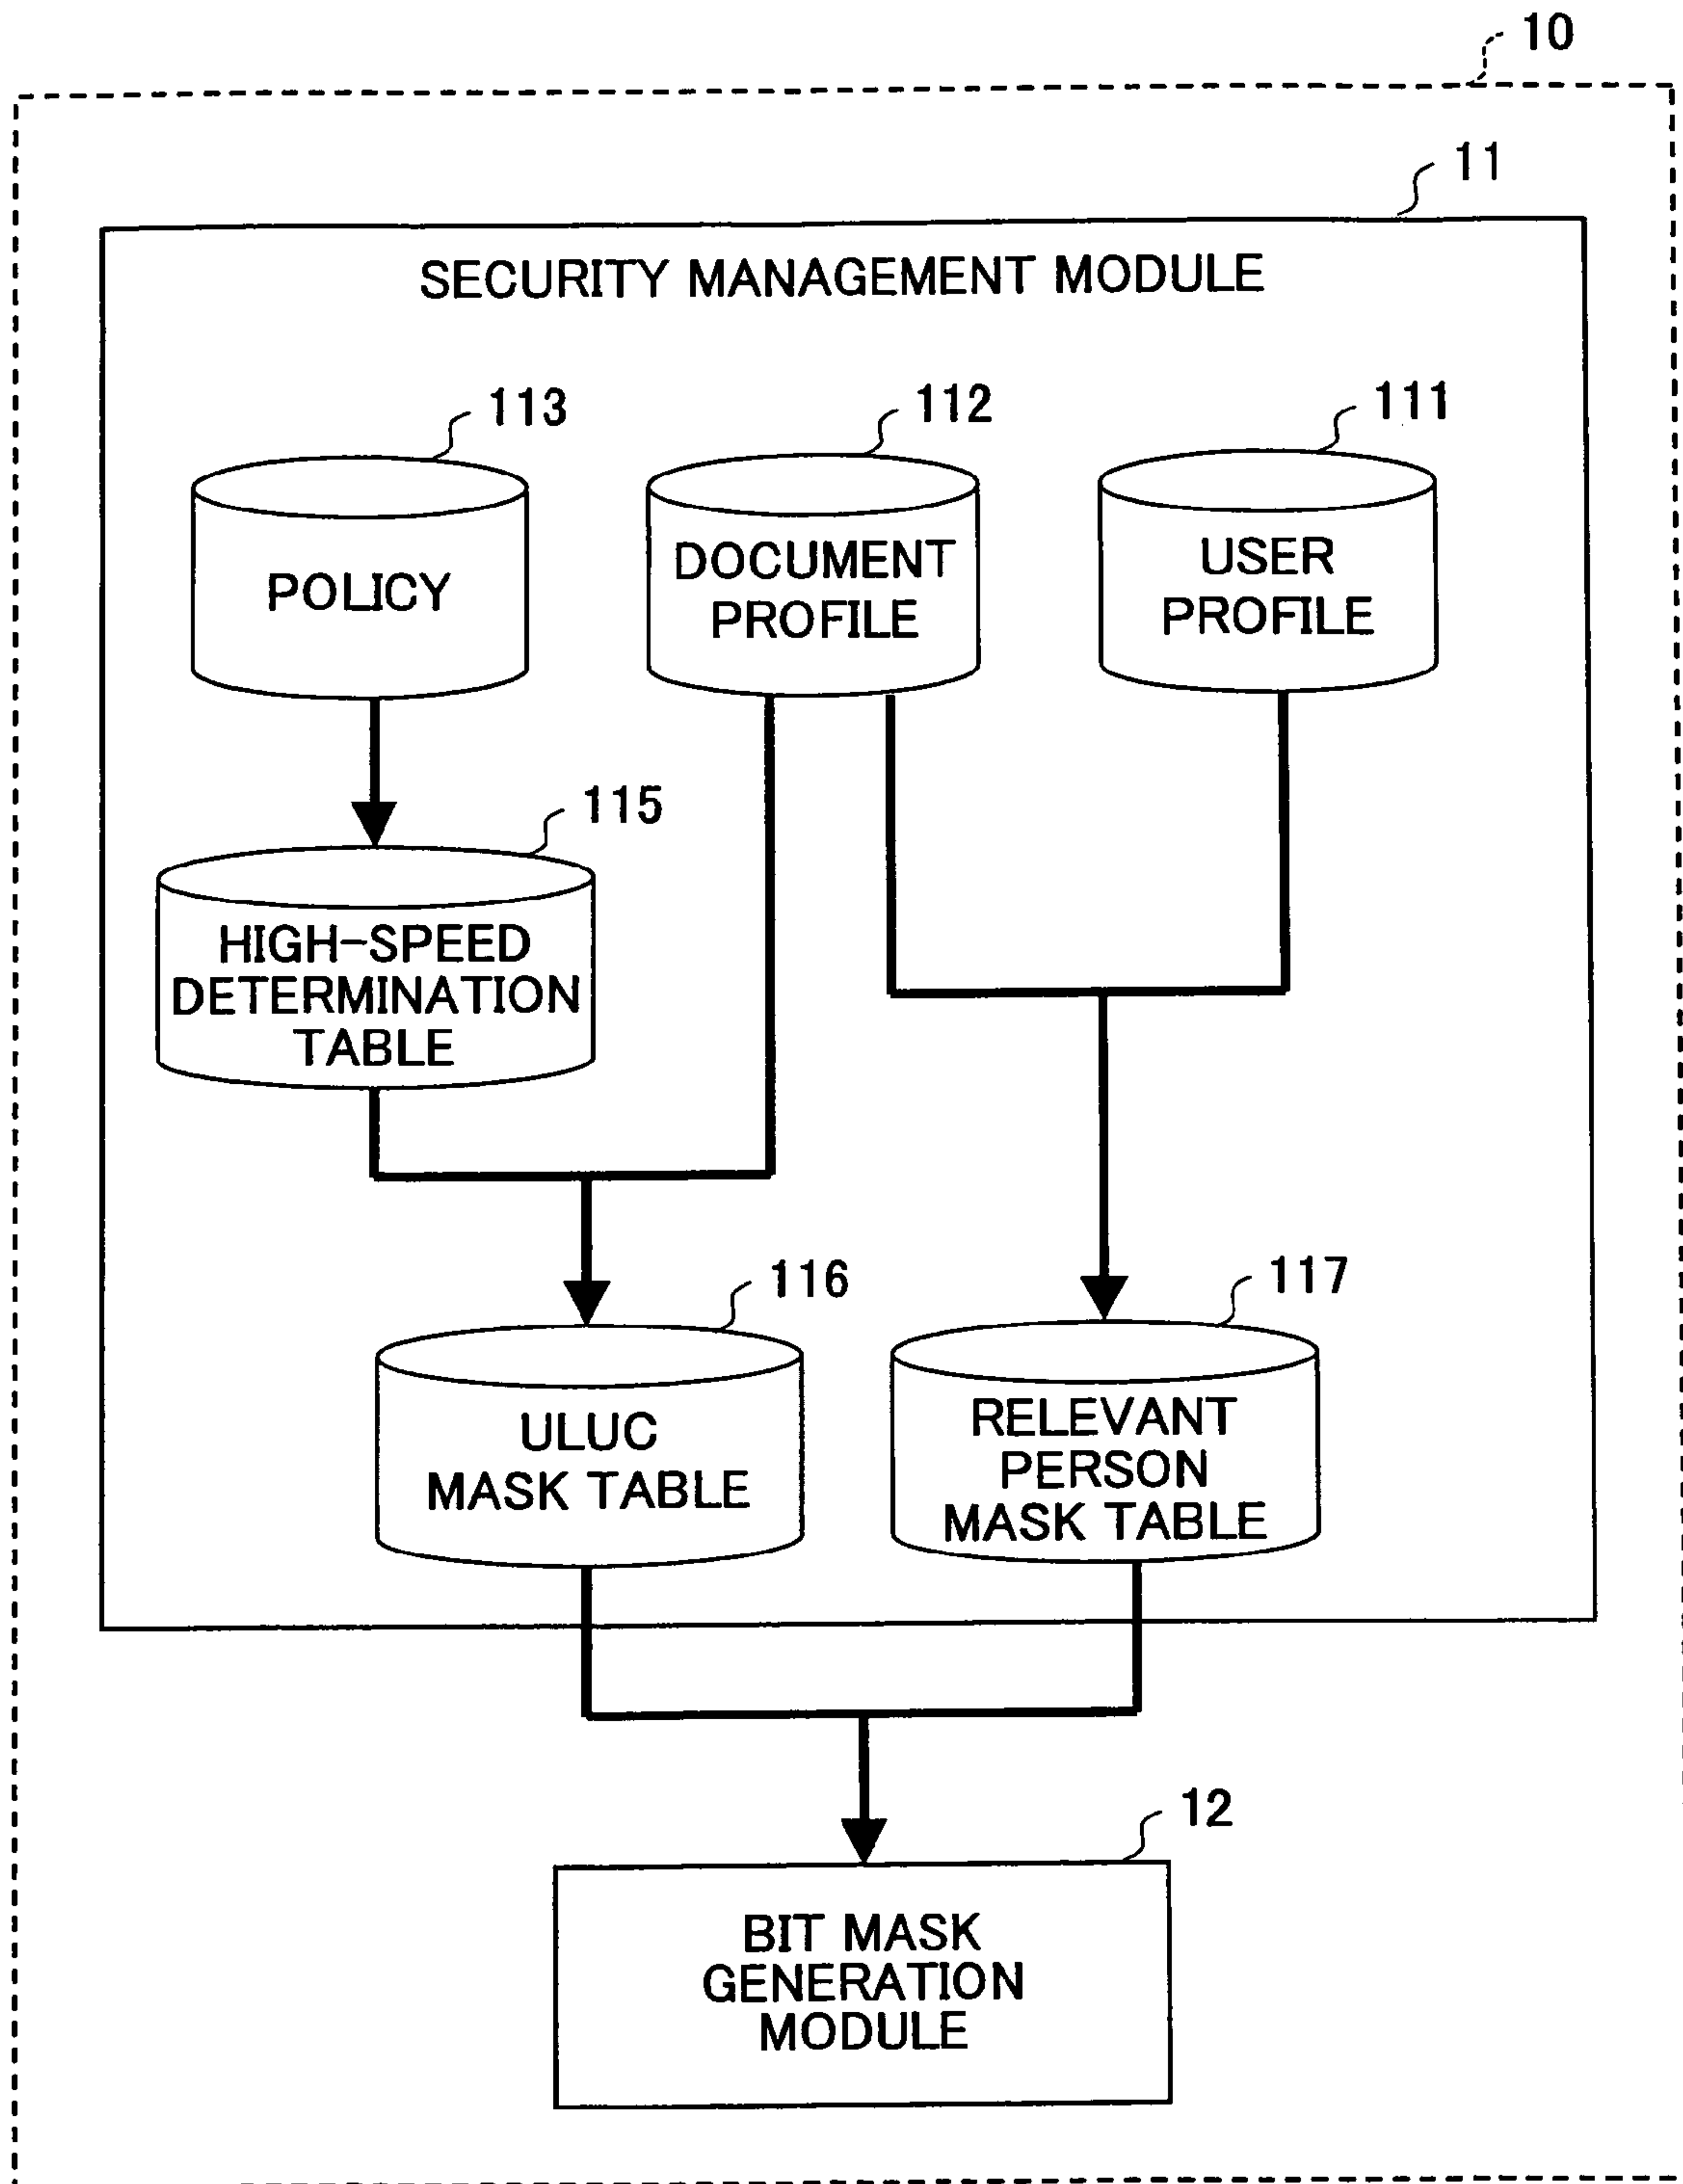 10
11
SECURITY MANAGEMENT MODULE
113
112
111
POLICY
DOCUMENT
PROFILE
USER
PROFILE
115
HIGH-SPEED
DETERMINATION
TABLE
116
117
ULUC
MASK TABLE
RELEVANT
PERSON
MASK TABLE
12
BIT MASK
GENERATION
MODULE